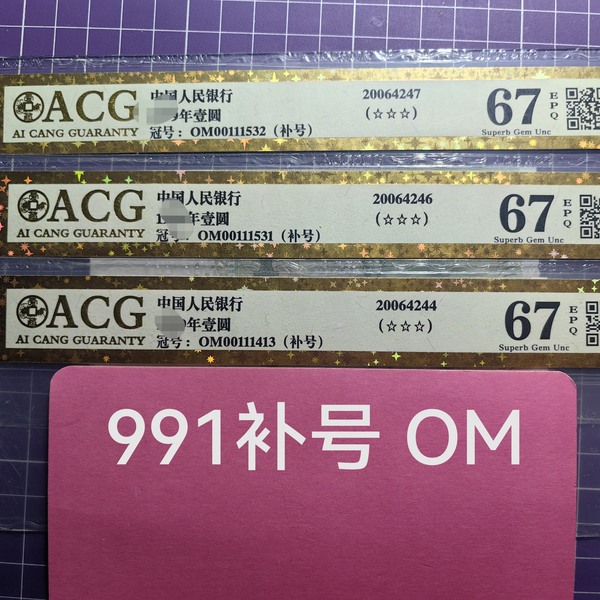 ACG
AI CANG GUARANTY
中国人民银行
9年壹圆
冠号：OM00111532（补号）
20064247
(☆☆☆)
67
EPQ
Superb Gem Unc
ACG
AI CANG GUARANTY
中国人民银行
1 年壹圆
冠号：OM00111531（补号）
20064246
(☆☆☆)
67
EPQ
Superb Gem Unc
ACG
AI CANG GUARANTY
中国人民银行
9年壹圆
冠号：OM00111413（补号）
20064244
(☆☆☆)
67
EPQ
Superb Gem Unc
991补号 OM